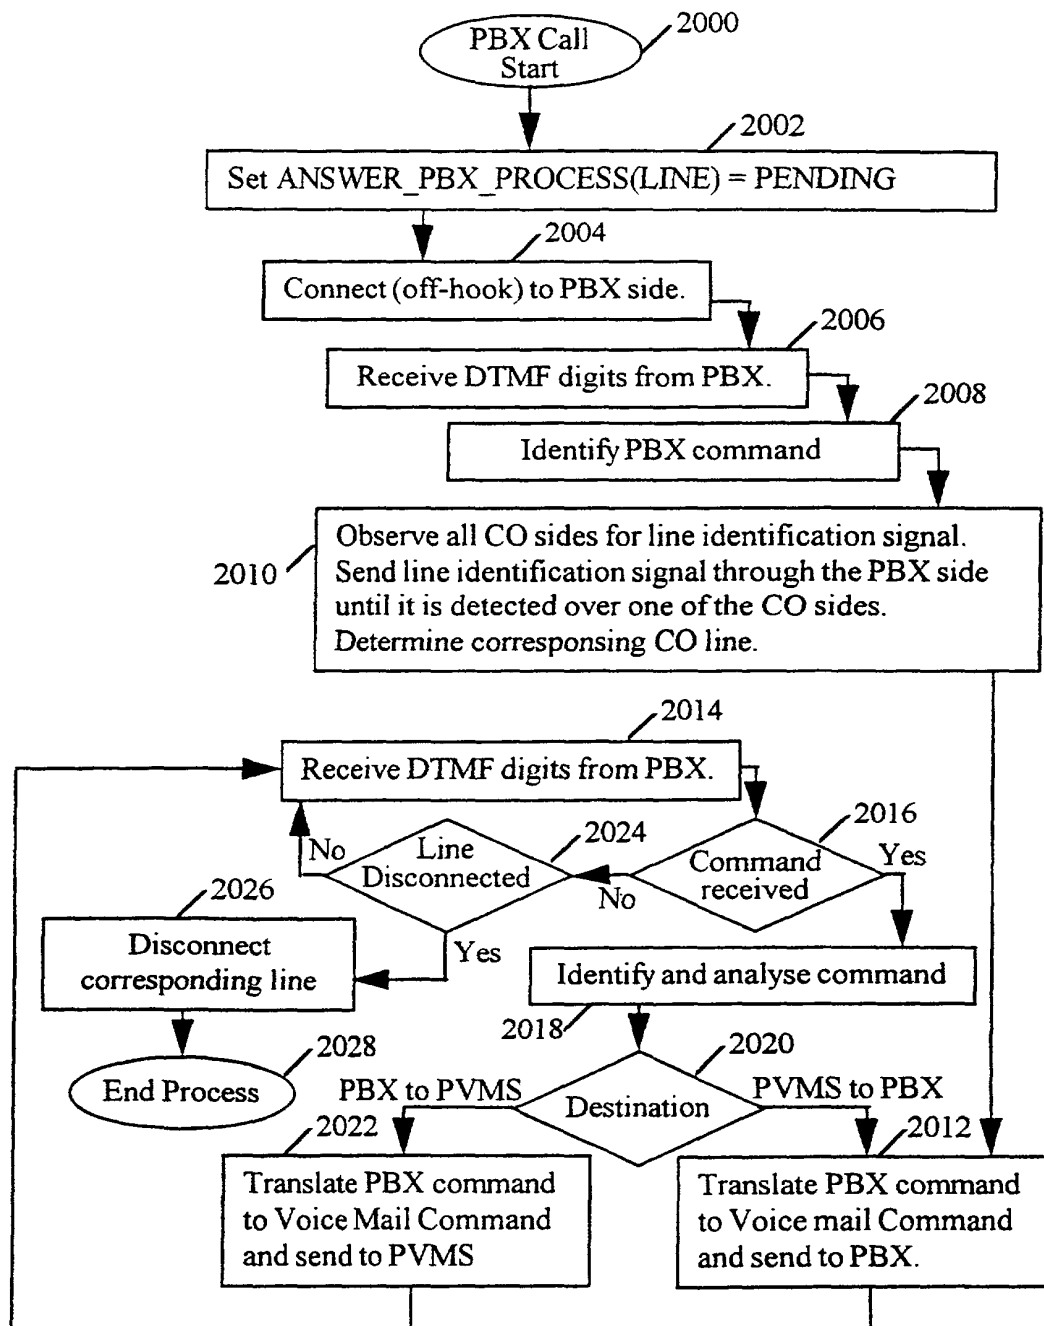 PBX Call
Start
2000
2002
Set ANSWER_PBX_PROCESS(LINE) = PENDING
2004
Connect (off-hook) to PBX side.
2006
Receive DTMF digits from PBX.
2008
Identify PBX command
2010
Observe all CO sides for line identification signal.
Send line identification signal through the PBX side
until it is detected over one of the CO sides.
Determine corresponsing CO line.
2014
Receive DTMF digits from PBX.
2016
Command
received
Yes
No
2024
Line
Disconnected
No
Yes
2026
Disconnect
corresponding line
2028
End Process
Identify and analyse command
2018
2020
Destination
PBX to PVMS
PVMS to PBX
2022
Translate PBX command
to Voice Mail Command
and send to PVMS
2012
Translate PBX command
to Voice mail Command
and send to PBX.